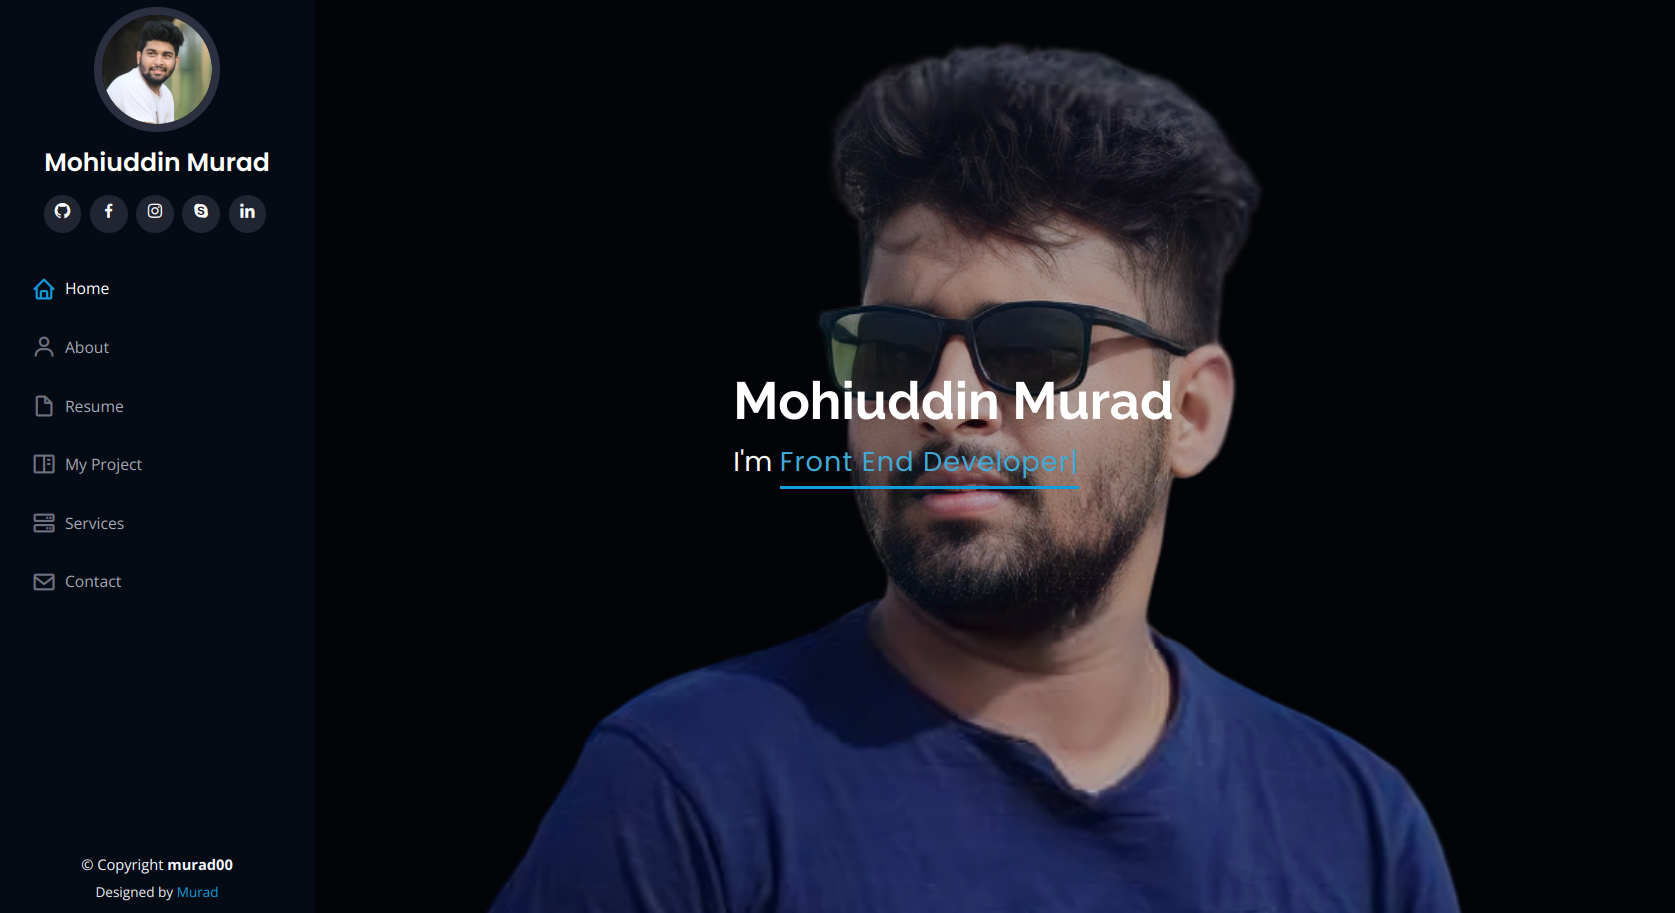 Mohiuddin Murad
Home
About
Resume
My Project
Services
Contact
© Copyright murad00
Designed by Murad
Mohiuddin Murad
I'm Front End Developer|